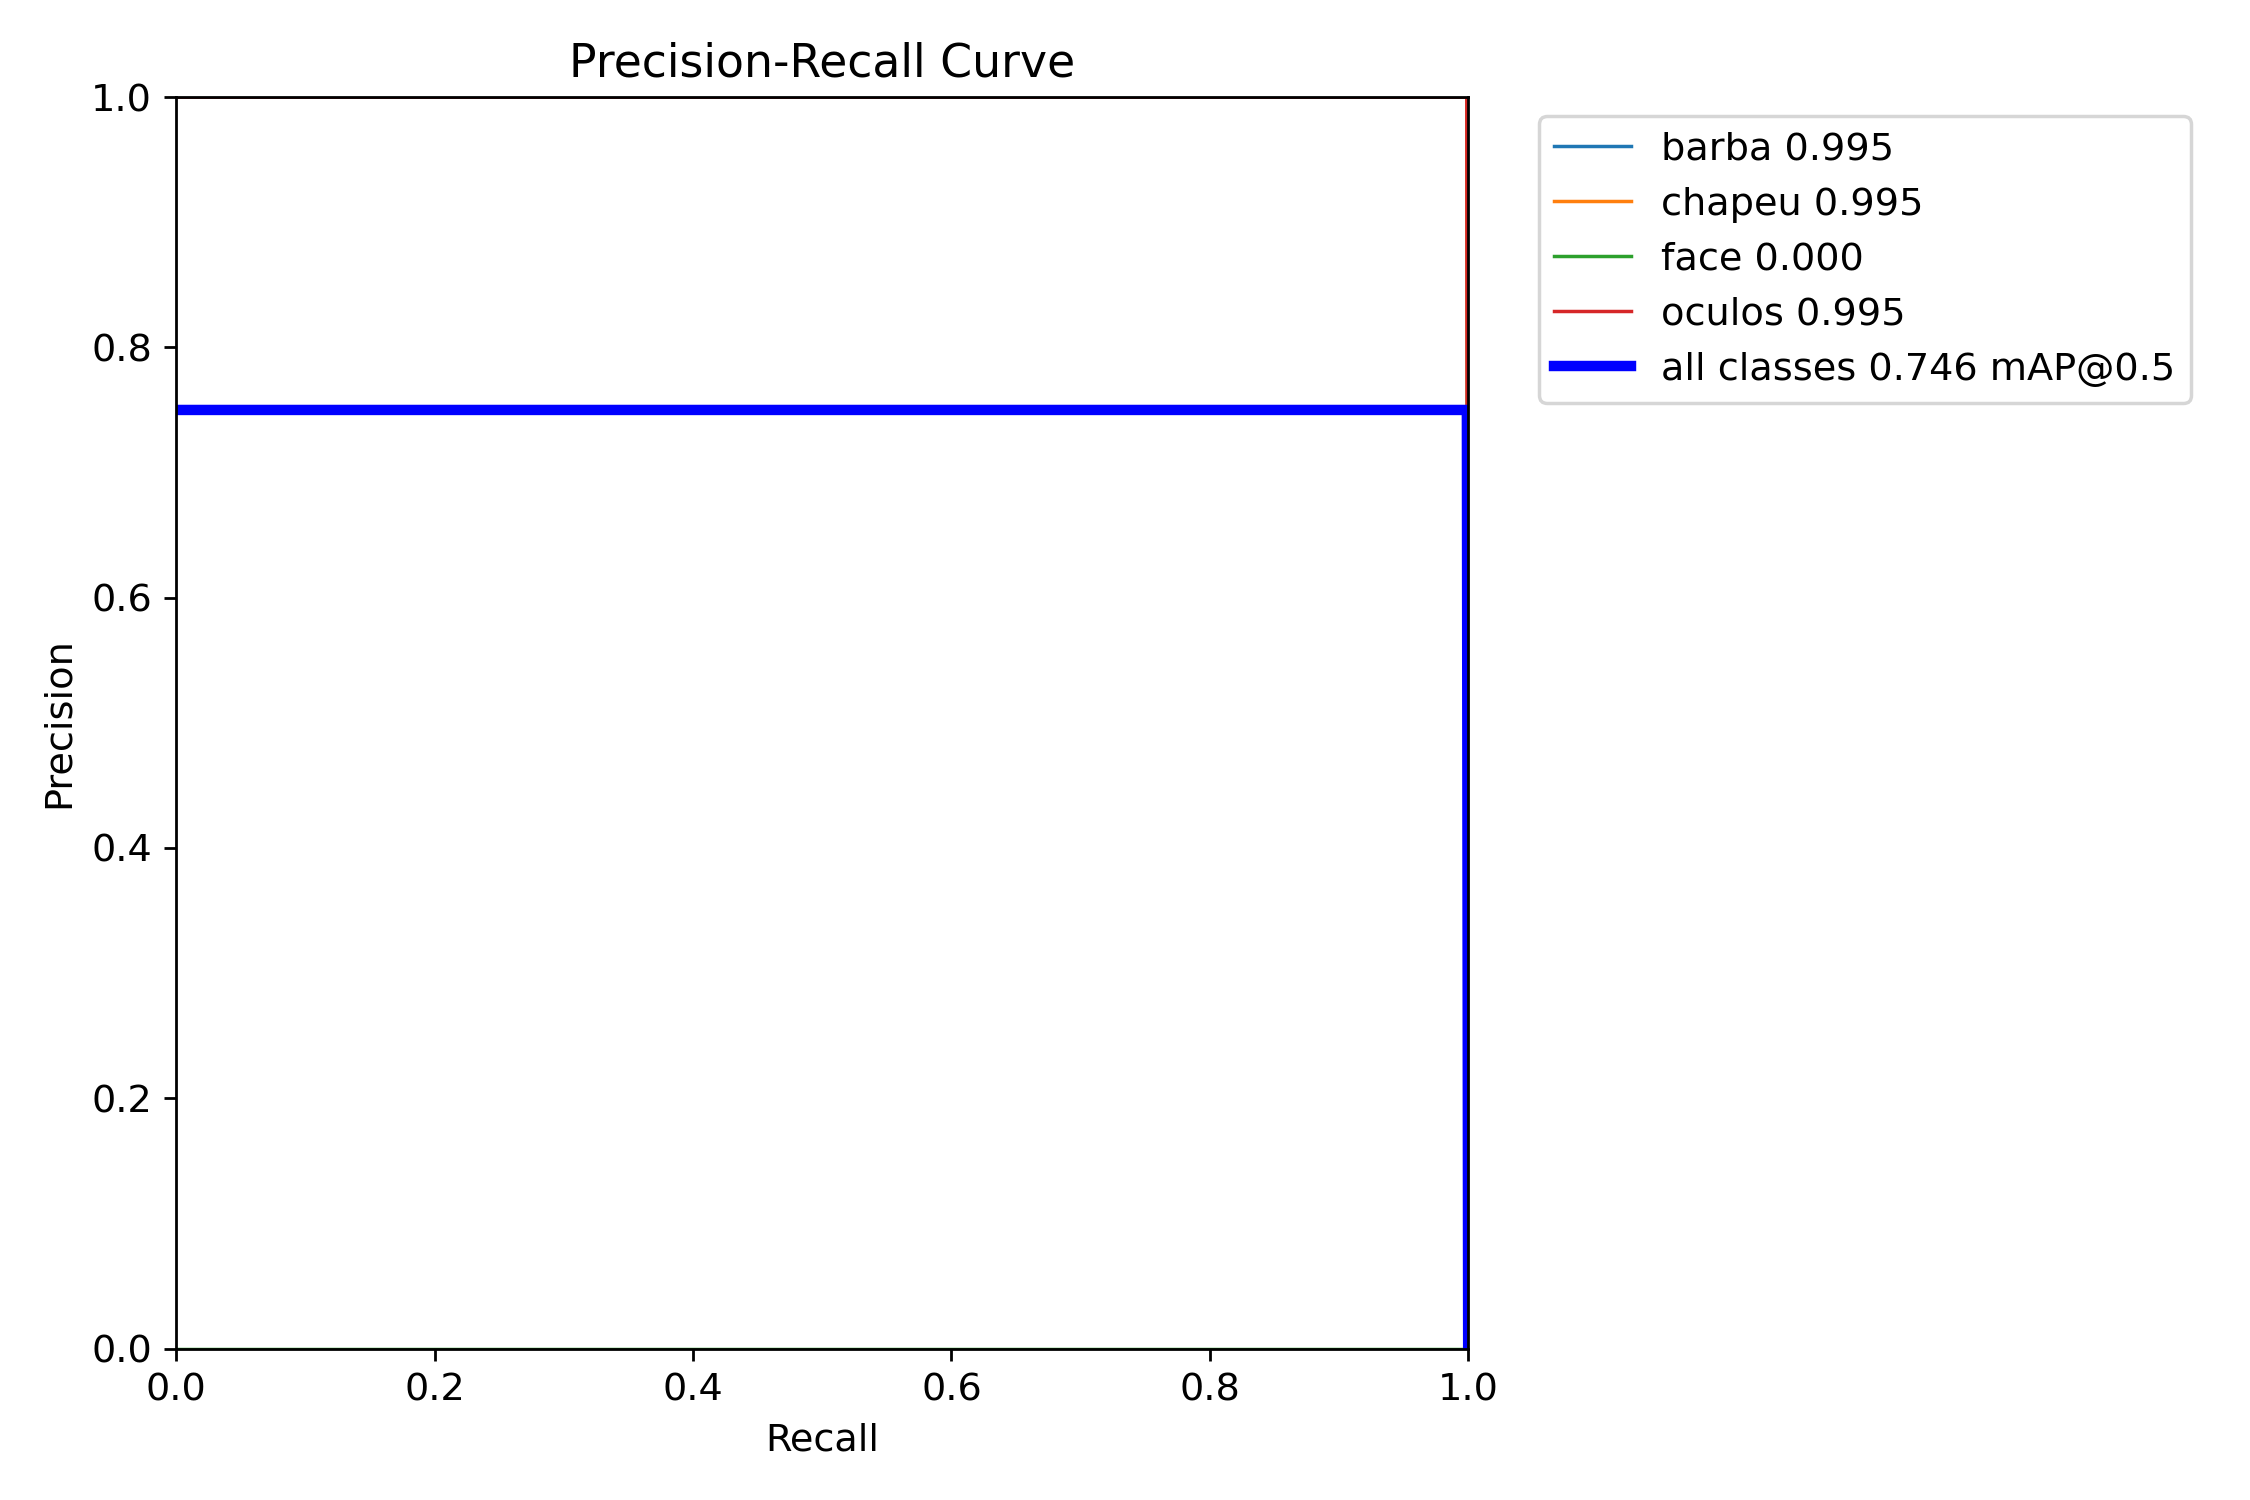 Precision-Recall Curve
1.0
0.8
0.6
0.4
0.2
0.0
Precision
0.0 0.2 0.4 0.6 0.8 1.0
Recall
barba 0.995
chapeu 0.995
face 0.000
oculos 0.995
all classes 0.746 mAP@0.5